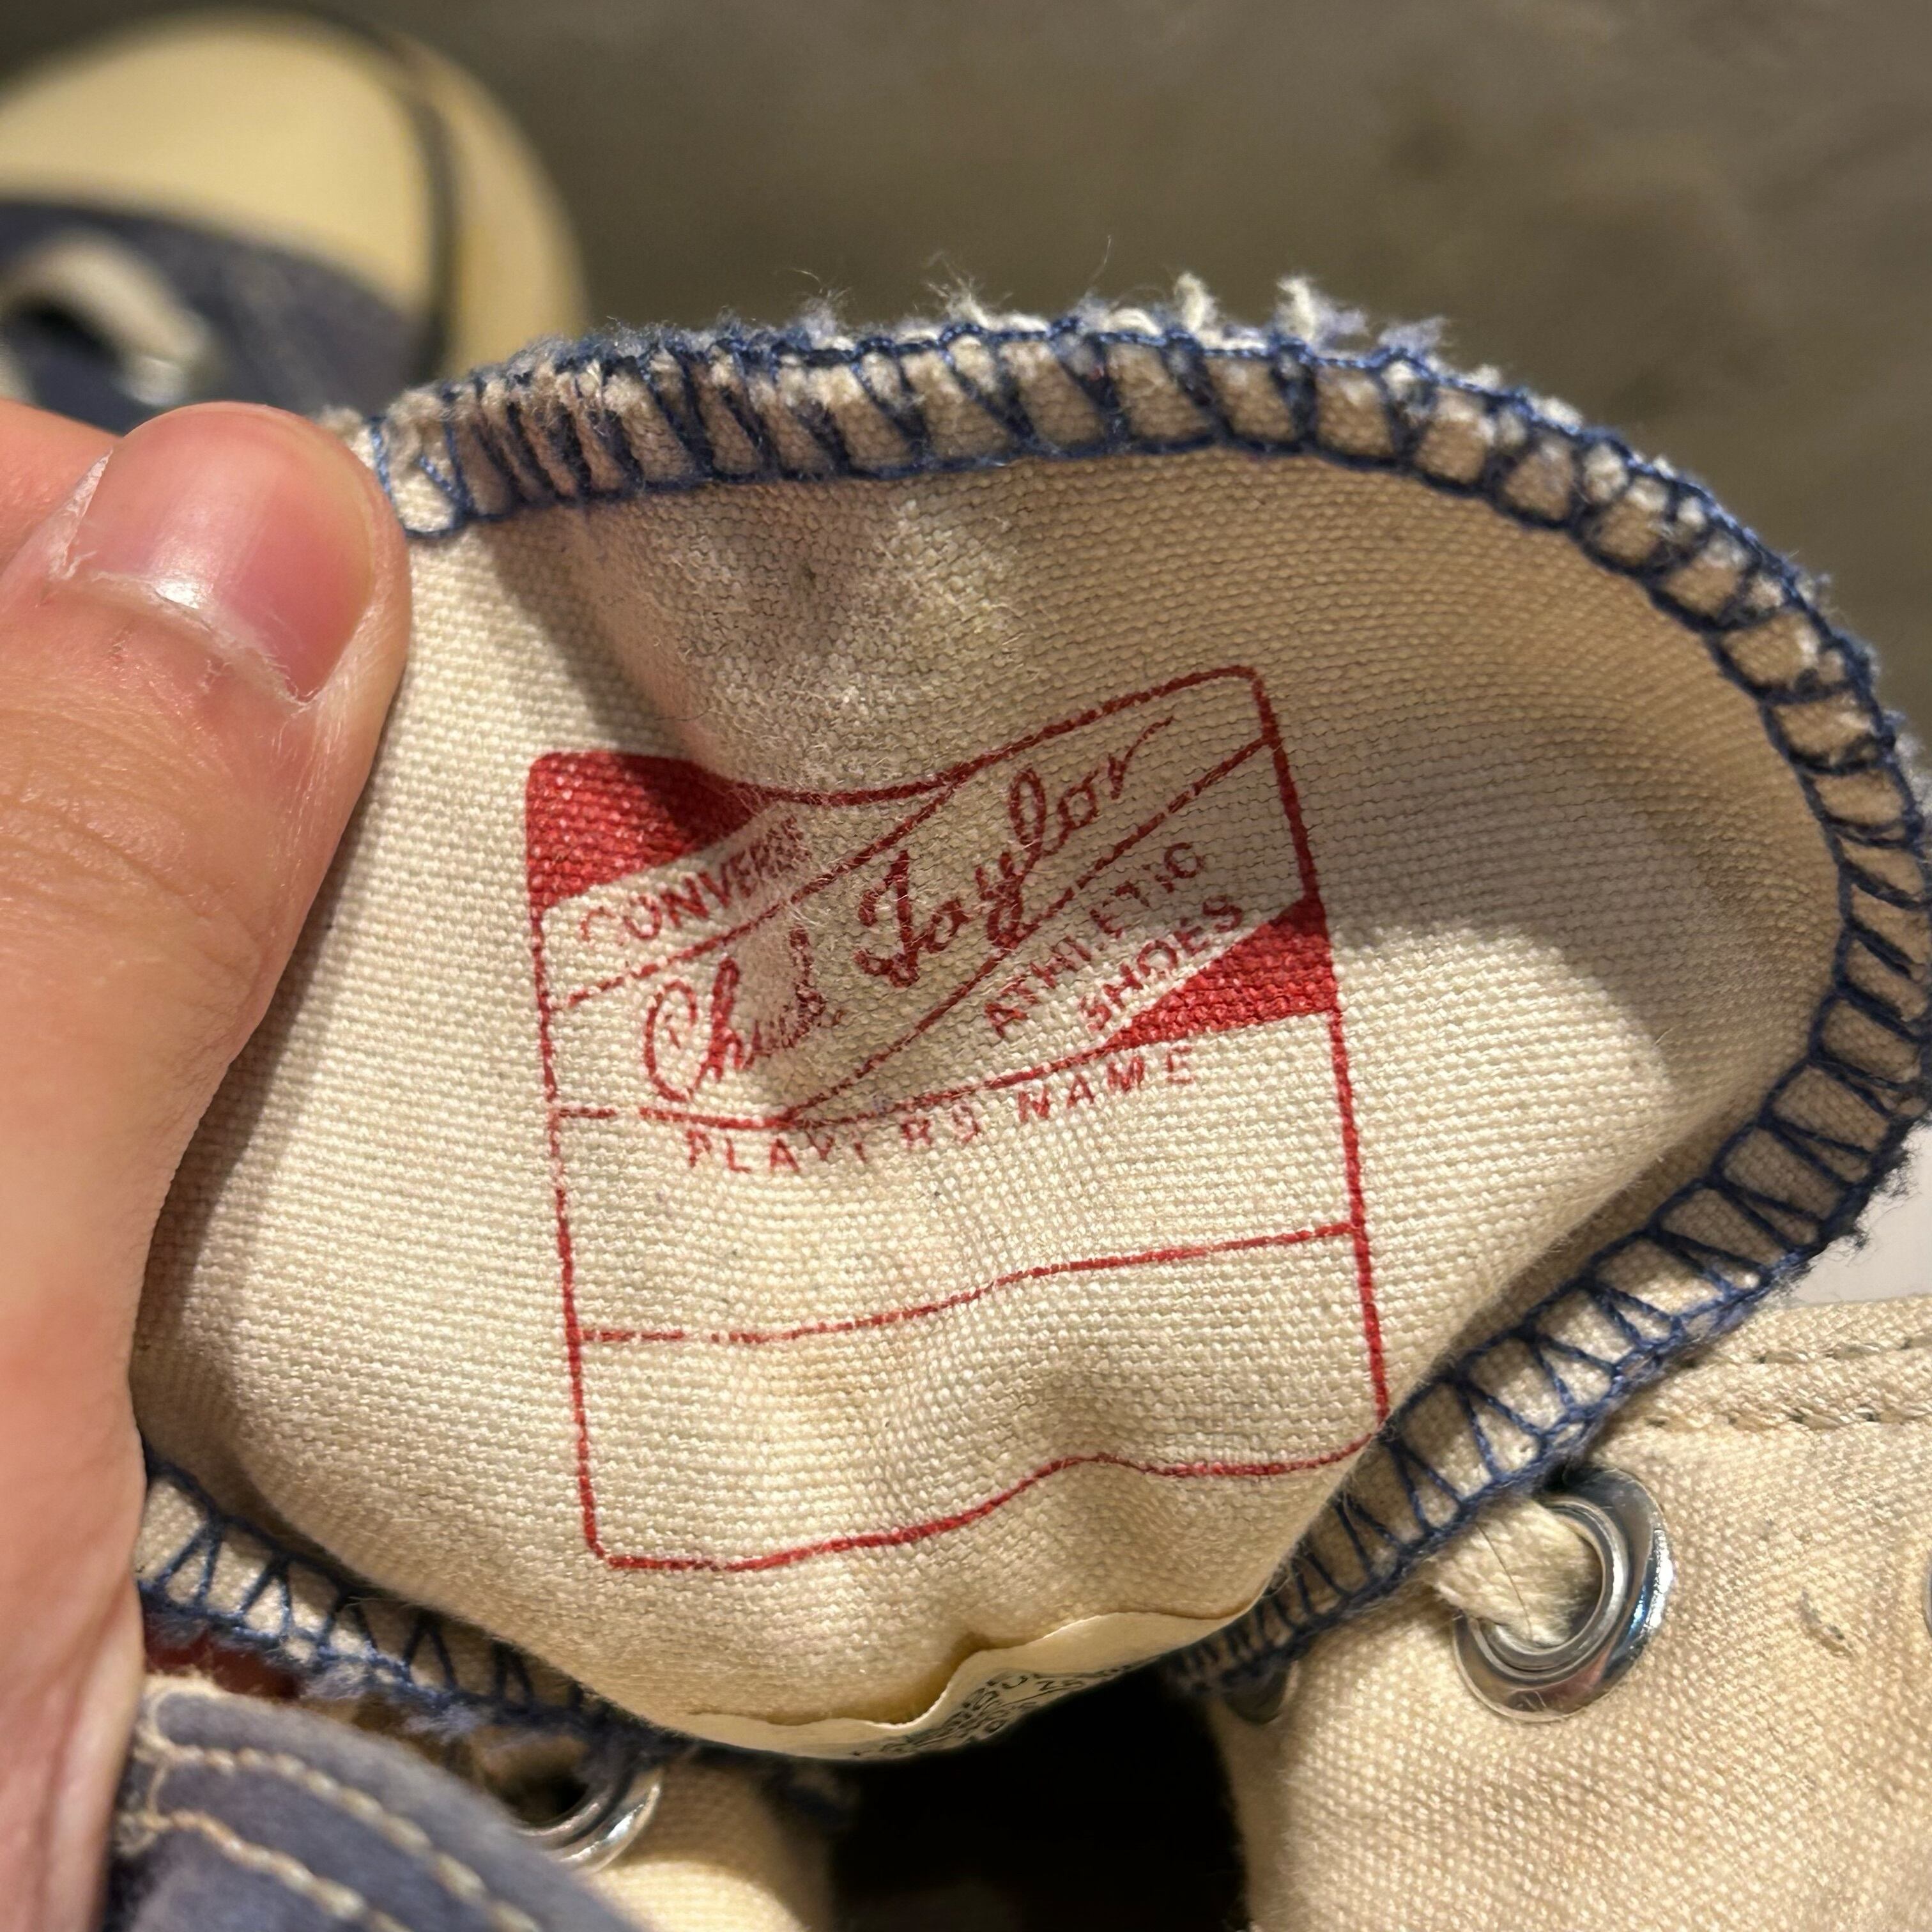 CONVERSE
Chuck Taylor
ATHLETIC
SHOES
PLAYERS NAME